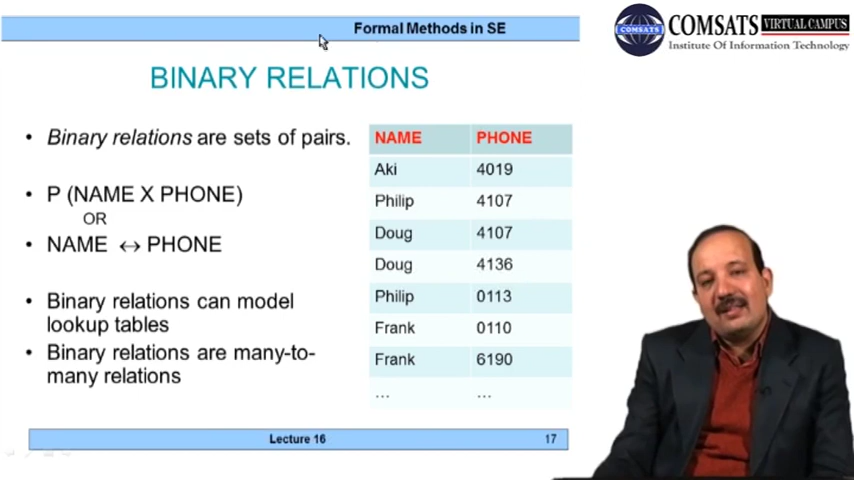 Formal Methods in SE
COMSATS
COMSATS VIRTUAL CAMPUS
Institute Of Information Technology
BINARY RELATIONS
• Binary relations are sets of pairs.
• P (NAME X PHONE)
OR
• NAME ↔ PHONE
• Binary relations can model
lookup tables
• Binary relations are many-to-
many relations
NAME PHONE
Aki 4019
Philip 4107
Doug 4107
Doug 4136
Philip 0113
Frank 0110
Frank 6190
... ...
Lecture 16 17